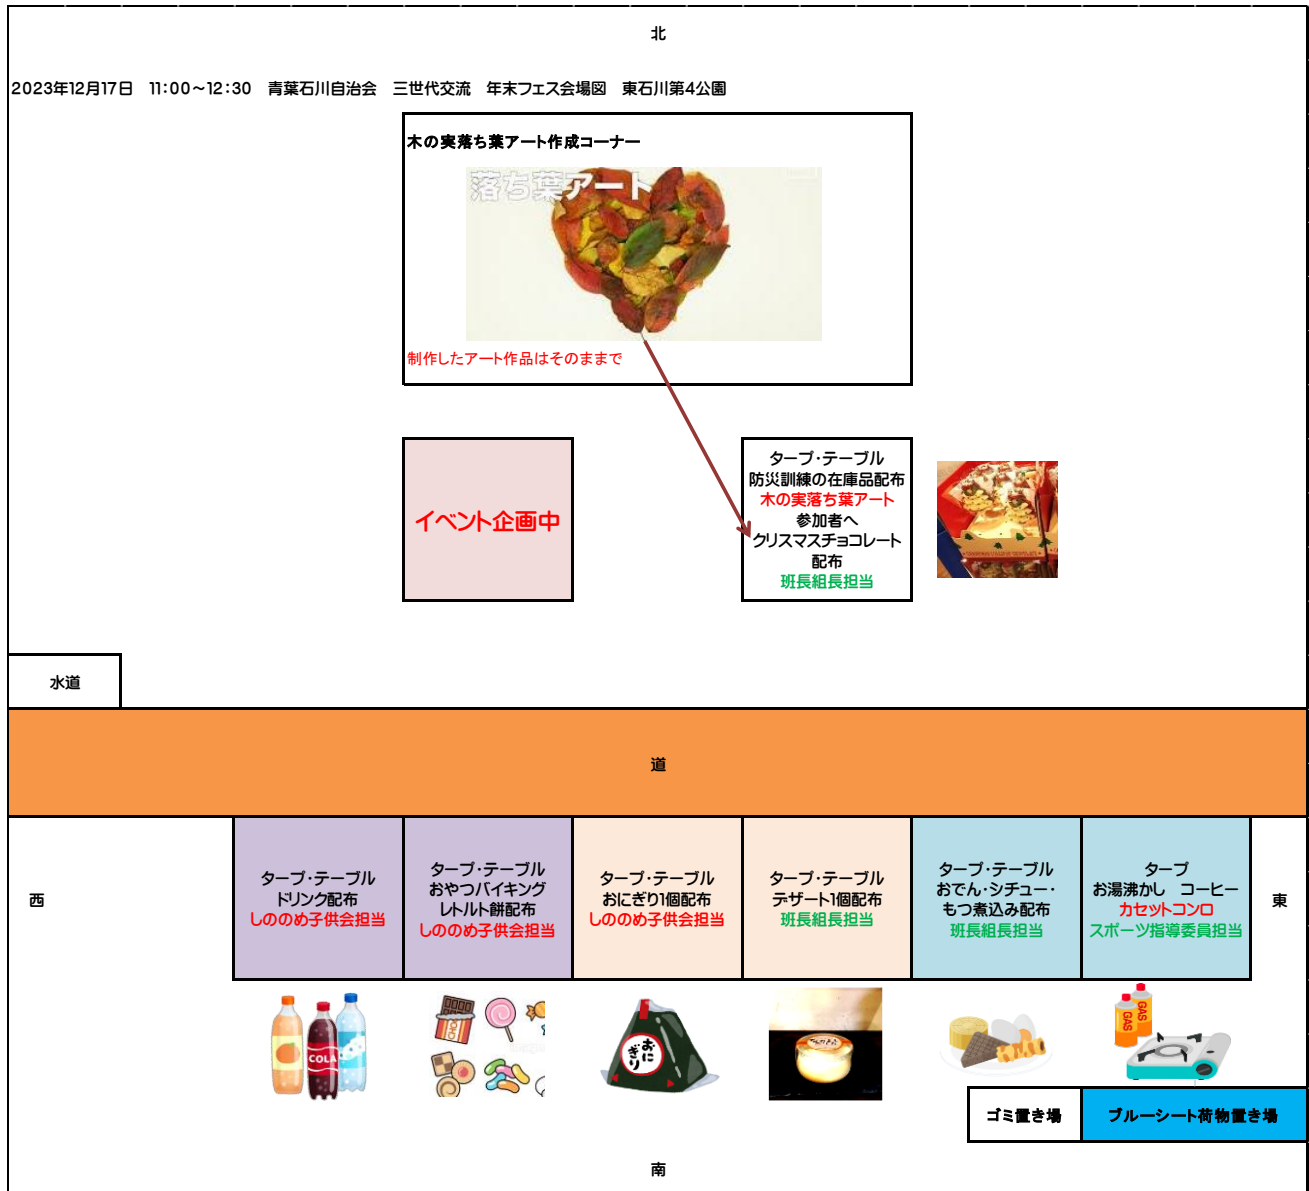 北
2023年12月17日　11:00～12:30　青葉石川自治会　三世代交流　年末フェス会場図　東石川第4公園
木の実落ち葉アート作成コーナー
落ち葉アート
制作したアート作品はそのままで
イベント企画中
タープ・テーブル
防災訓練の在庫品配布
木の実落ち葉アート
参加者へ
クリスマスチョコレート
配布
班長組長担当
水道
道
西
タープ・テーブル
ドリンク配布
しののめ子供会担当
タープ・テーブル
おやつバイキング
レトルト餅配布
しののめ子供会担当
タープ・テーブル
おにぎり1個配布
しののめ子供会担当
タープ・テーブル
デザート1個配布
班長組長担当
タープ・テーブル
おでん・シチュー・
もつ煮込み配布
班長組長担当
タープ
お湯沸かし　コーヒー
カセットコンロ
スポーツ指導委員担当
東
COLA
おにぎり
GAS
GAS
ゴミ置き場
ブルーシート荷物置き場
南